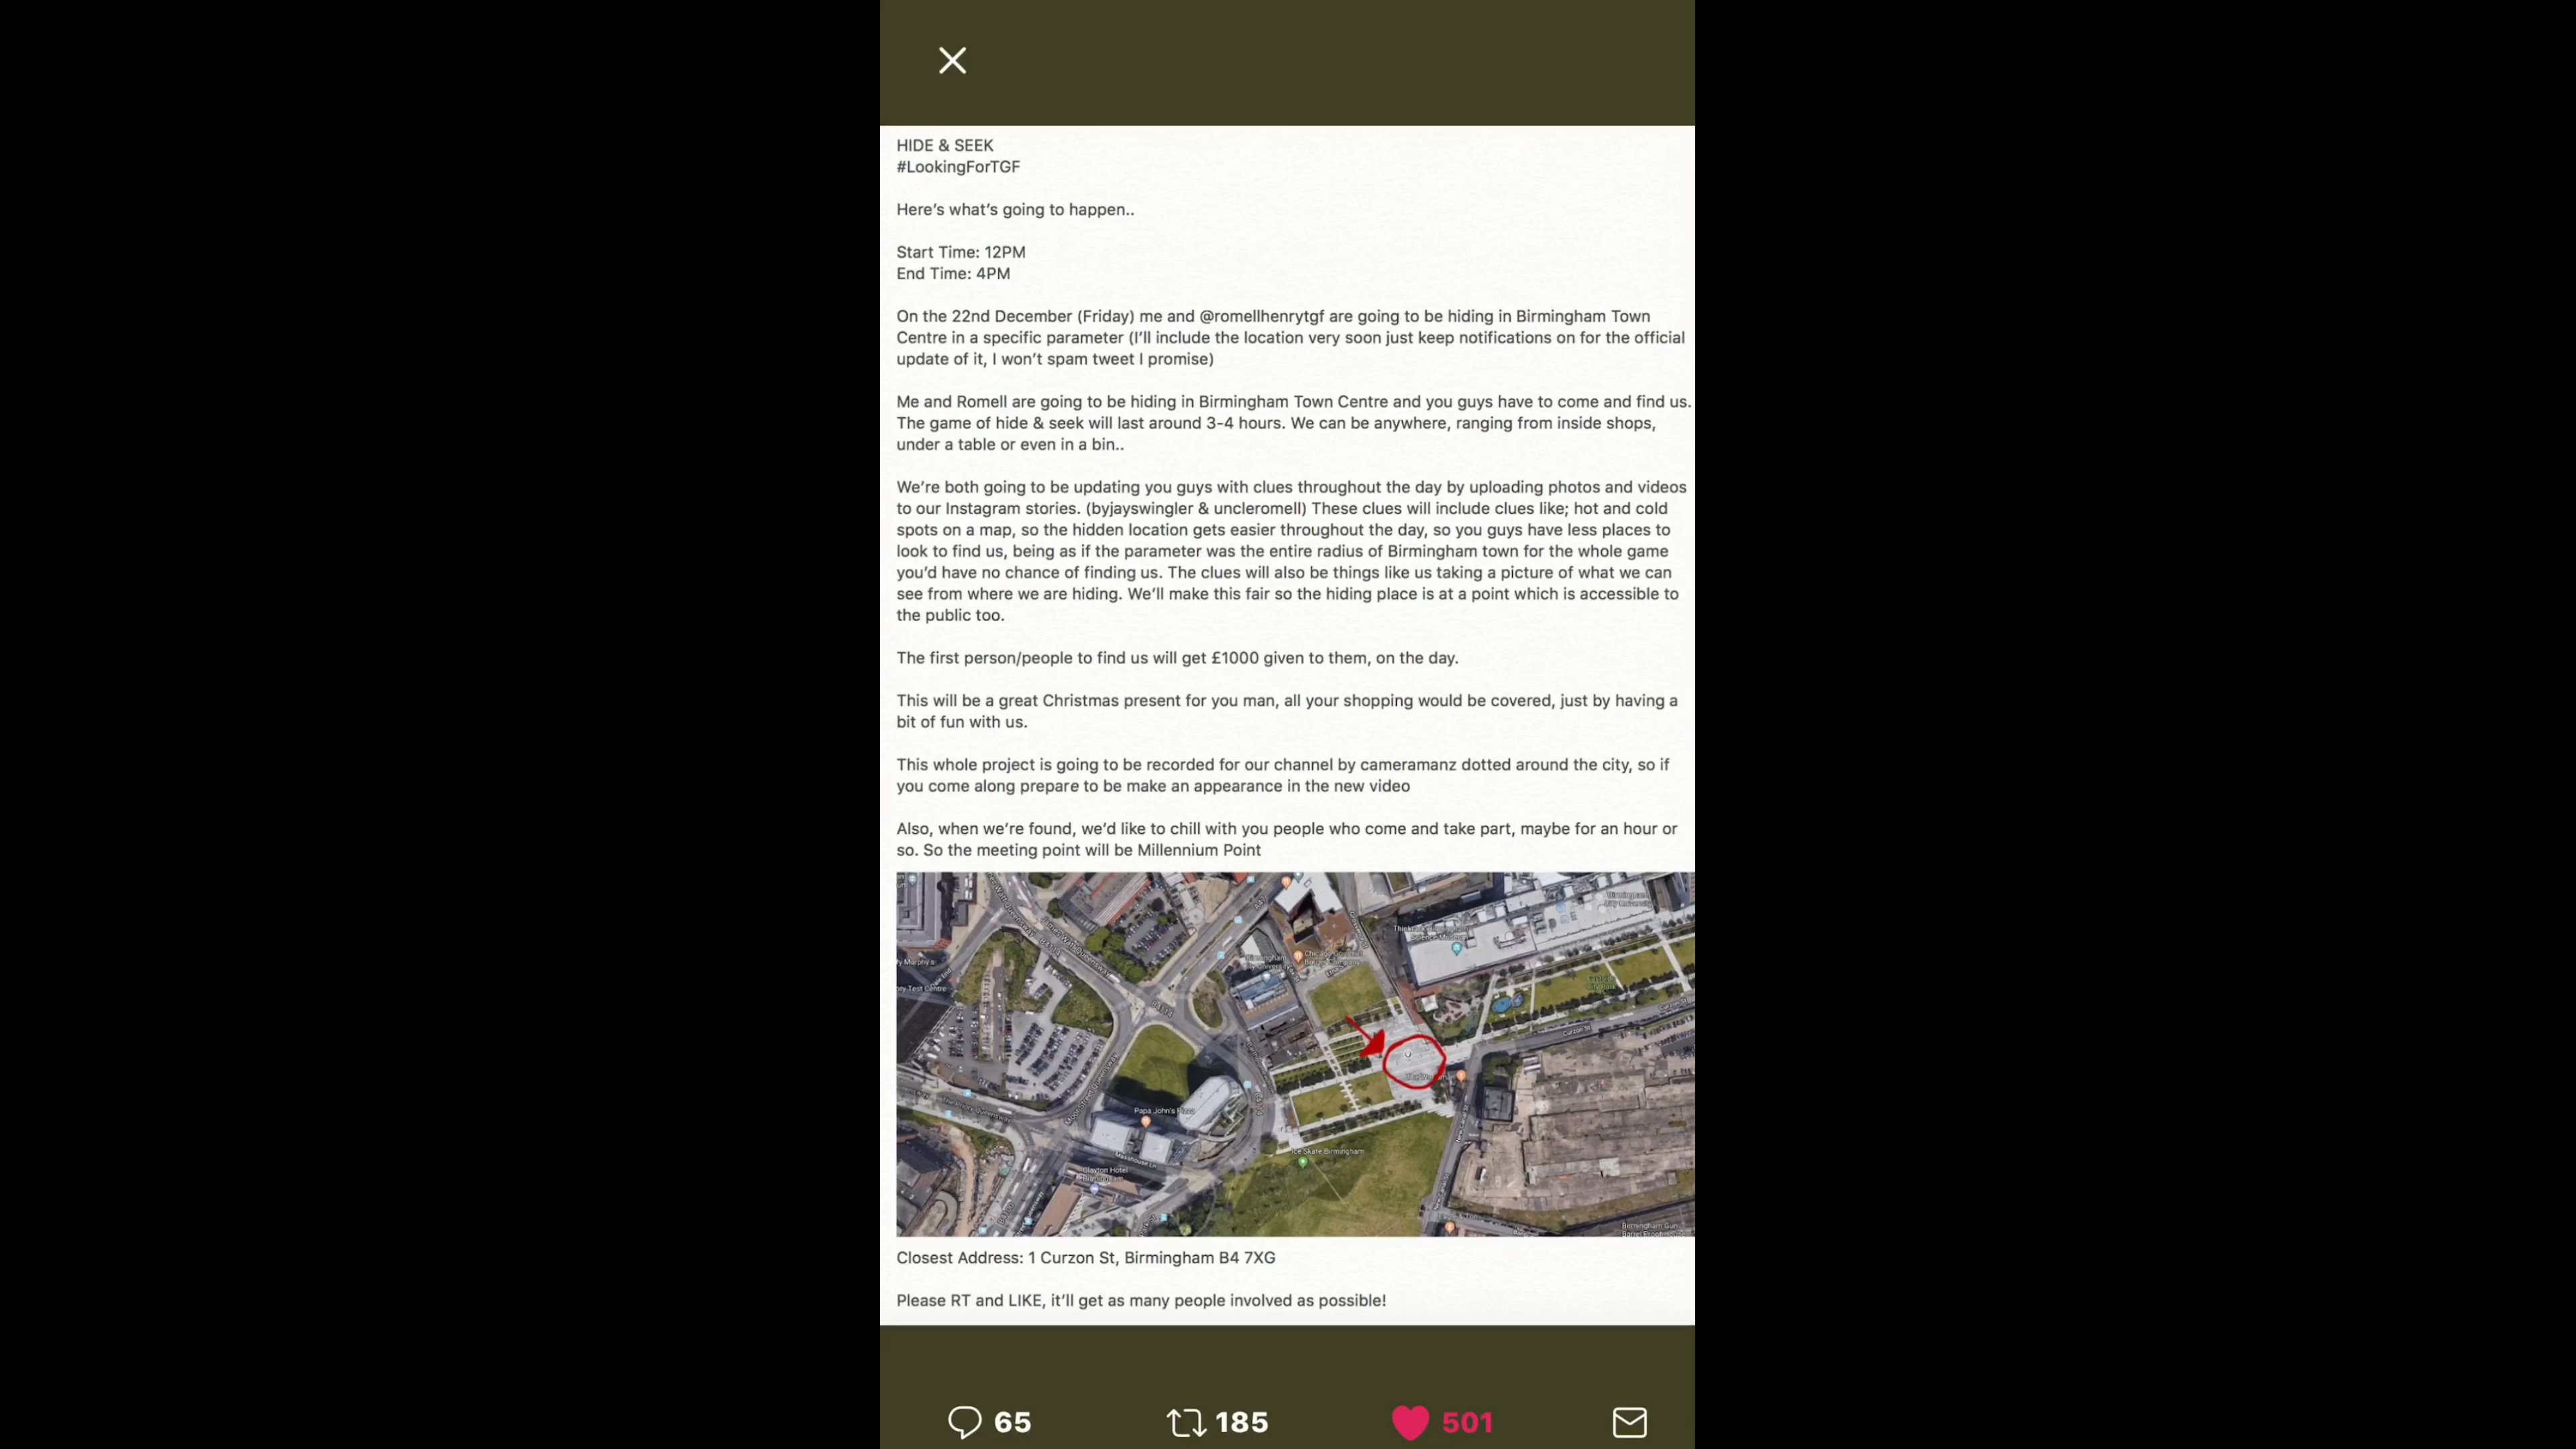 HIDE & SEEK
#LookingForTGF
Here's what's going to happen..
Start Time: 12PM
End Time: 4PM
On the 22nd December (Friday) me and @romellhenrytgf are going to be hiding in Birmingham Town
Centre in a specific parameter (I'll include the location very soon just keep notifications on for the official
update of it, I won't spam tweet I promise)
Me and Romell are going to be hiding in Birmingham Town Centre and you guys have to come and find us.
The game of hide & seek will last around 3-4 hours. We can be anywhere, ranging from inside shops,
under a table or even in a bin..
We're both going to be updating you guys with clues throughout the day by uploading photos and videos
to our Instagram stories. (byjayswingler & uncleromell) These clues will include clues like; hot and cold
spots on a map, so the hidden location gets easier throughout the day, so you guys have less places to
look to find us, being as if the parameter was the entire radius of Birmingham town for the whole game
you'd have no chance of finding us. The clues will also be things like us taking a picture of what we can
see from where we are hiding. We'll make this fair so the hiding place is at a point which is accessible to
the public too.
The first person/people to find us will get £1000 given to them, on the day.
This will be a great Christmas present for you man, all your shopping would be covered, just by having a
bit of fun with us.
This whole project is going to be recorded for our channel by cameramanz dotted around the city, so if
you come along prepare to be make an appearance in the new video
Also, when we're found, we'd like to chill with you people who come and take part, maybe for an hour or
so. So the meeting point will be Millennium Point
Birmingham
City University
Curzon St
Papa John's
Ice Skate Birmingham
Clayton Hotel
Birmingham Gun
Closest Address: 1 Curzon St, Birmingham B4 7XG
Please RT and LIKE, it'll get as many people involved as possible!
65
185
501